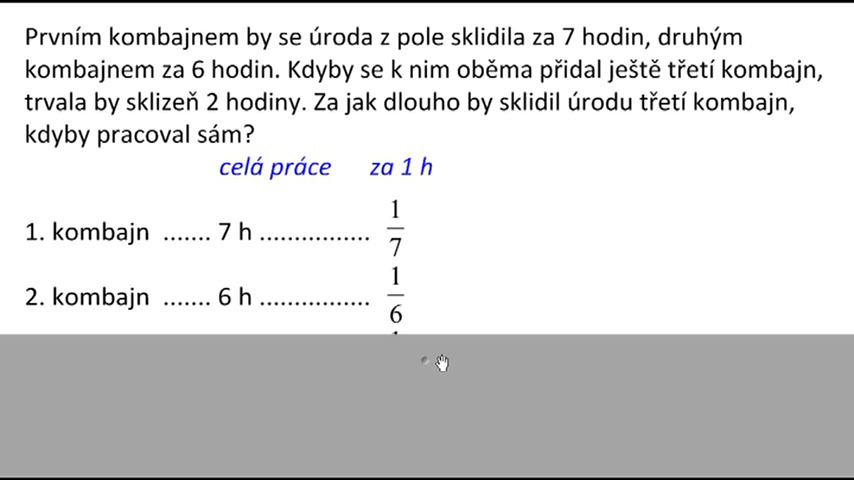 Prvním kombajnem by se úroda z pole sklidila za 7 hodin, druhým
kombajnem za 6 hodin. Kdyby se k nim oběma přidal ještě třetí kombajn,
trvala by sklizeň 2 hodiny. Za jak dlouho by sklidil úrodu třetí kombajn,
kdyby pracoval sám?
celá práce za 1 h
1. kombajn ....... 7 h ................ 1/7
2. kombajn ....... 6 h ................ 1/6